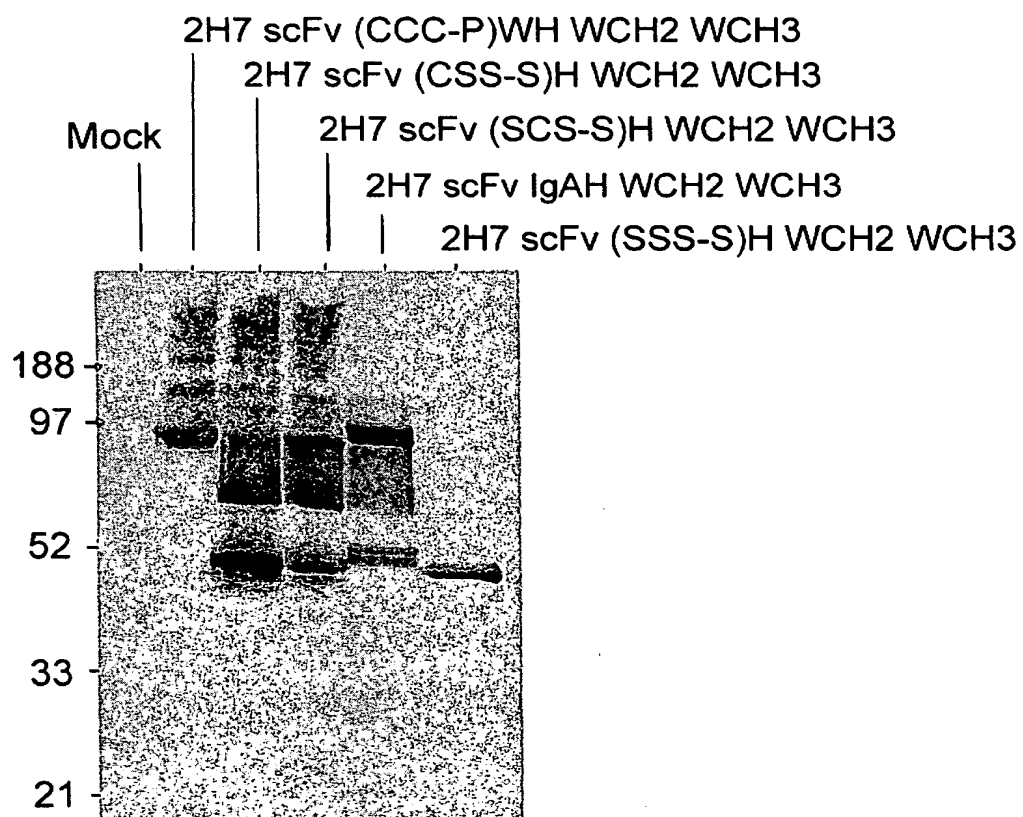 2H7 scFv (CCC-P)WH WCH2 WCH3
2H7 scFv (CSS-S)H WCH2 WCH3
Mock
2H7 scFv (SCS-S)H WCH2 WCH3
2H7 scFv IgAH WCH2 WCH3
2H7 scFv (SSS-S)H WCH2 WCH3
188
97
52
33
21